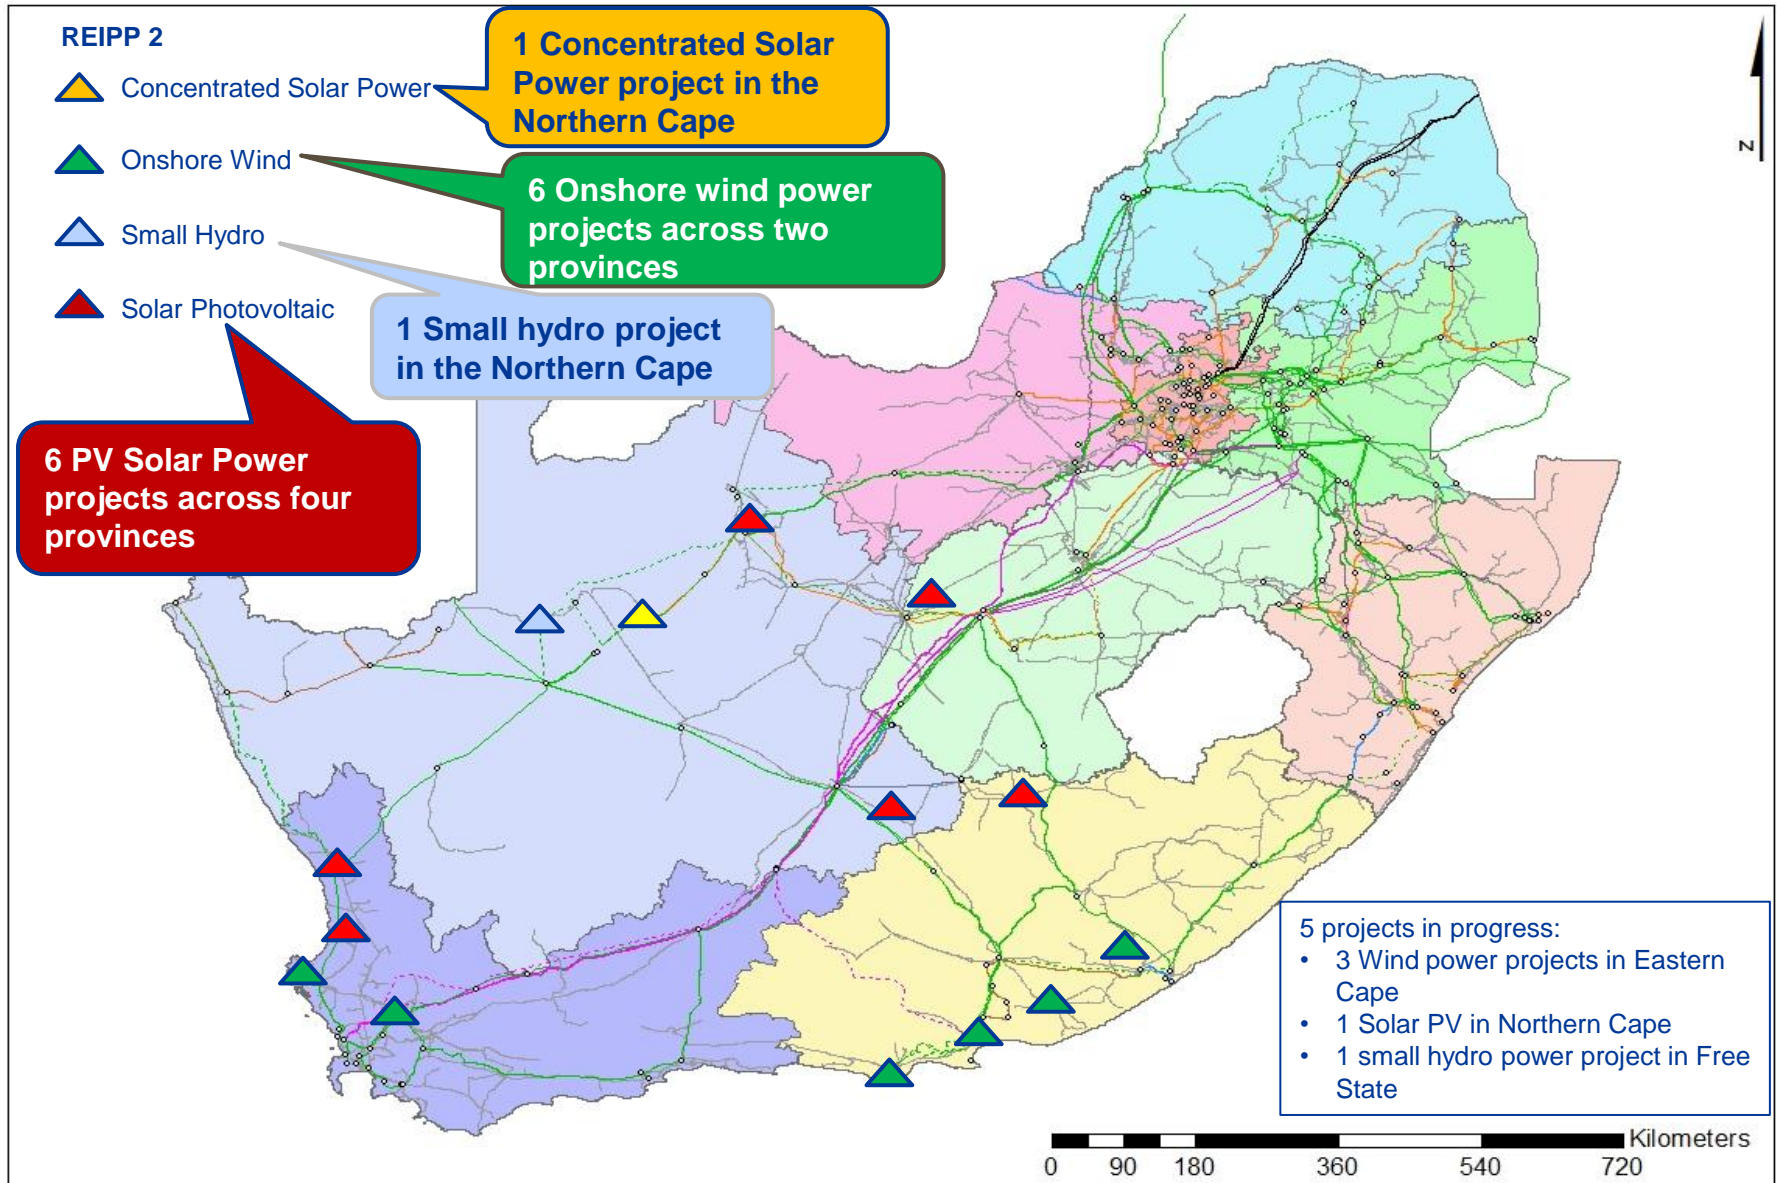 REIPP 2
Concentrated Solar Power
Onshore Wind
Small Hydro
Solar Photovoltaic
1 Concentrated Solar
Power project in the
Northern Cape
6 Onshore wind power
projects across two
provinces
1 Small hydro project
in the Northern Cape
6 PV Solar Power
projects across four
provinces
N
5 projects in progress:
• 3 Wind power projects in Eastern
Cape
• 1 Solar PV in Northern Cape
• 1 small hydro power project in Free
State
Kilometers
0 90 180 360 540 720